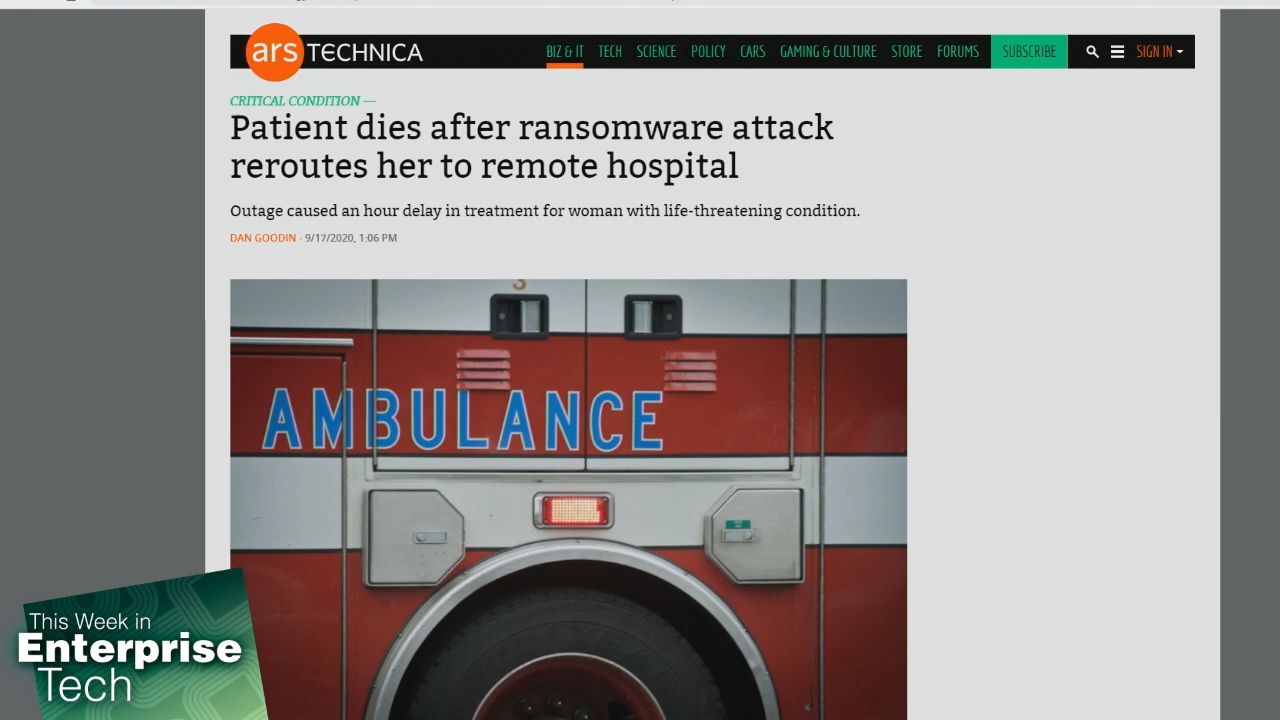 ars TECHNICA
BIZ & IT TECH SCIENCE POLICY CARS GAMING & CULTURE STORE FORUMS SUBSCRIBE SIGN IN
CRITICAL CONDITION —
Patient dies after ransomware attack
reroutes her to remote hospital
Outage caused an hour delay in treatment for woman with life-threatening condition.
DAN GOODIN - 9/17/2020, 1:06 PM
3
AMBULANCE
This Week in
Enterprise
Tech